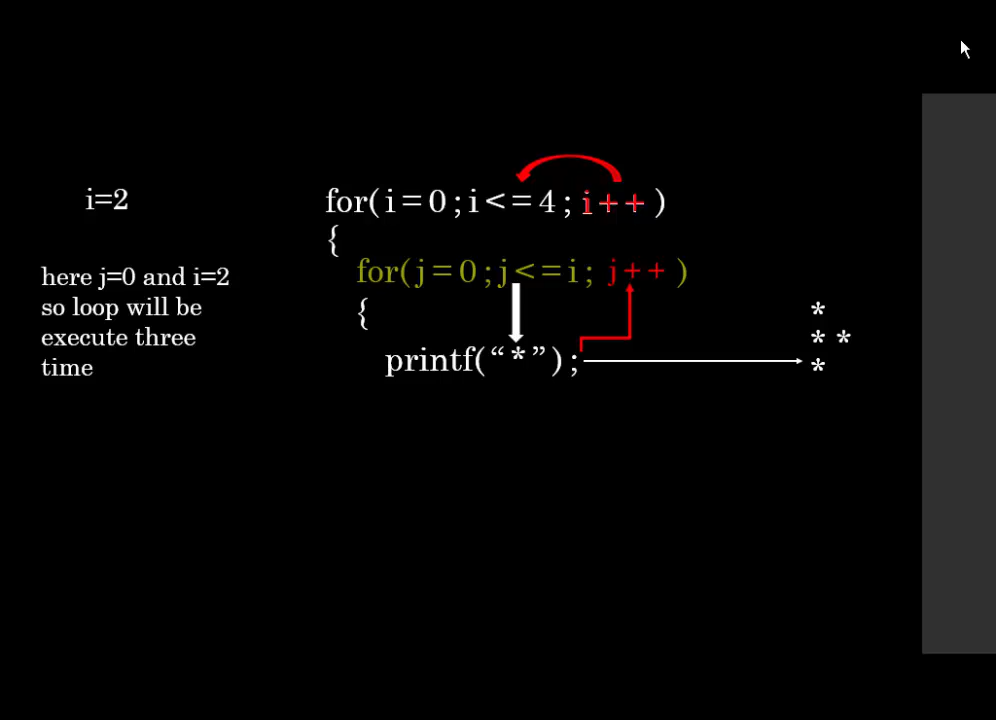 i=2
for(i=0;i<=4;i++)
{
here j=0 and i=2
so loop will be
execute three
time
for(j=0;j<=i; j++)
{
printf(“*”);
*
* *
*